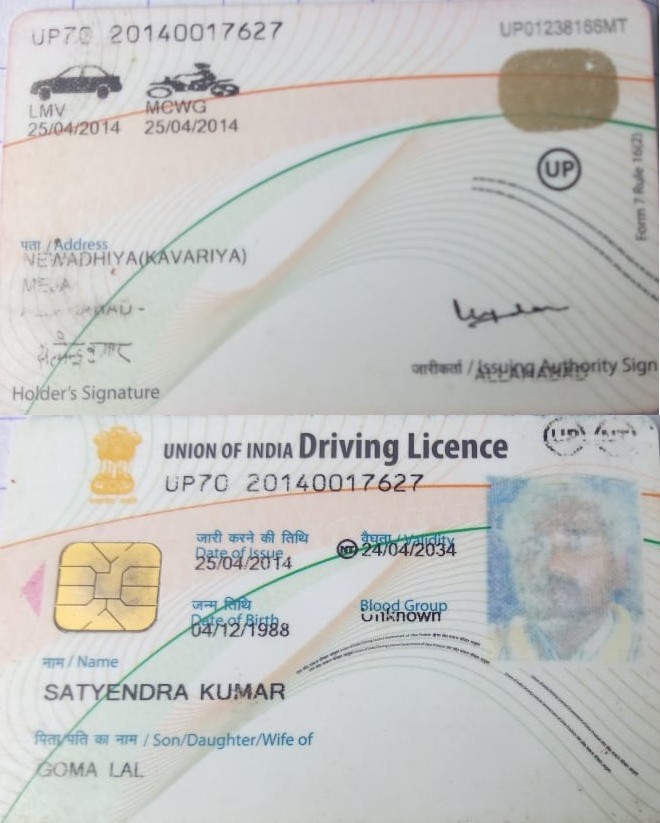 UP70 20140017627
UP01238166MT
LMV
25/04/2014
MCWG
25/04/2014
UP
Form 7 Rule 16(2)
पता / Address
NEWADHIYA(KAVARIYA)
MEJA
Holder's Signature
जारीकर्ता / Issuing Authority Sign
ALLAHABAD
UNION OF INDIA Driving Licence
UP NT
UP70 20140017627
जारी करने की तिथि
Date of Issue
25/04/2014
वैधता / Validity
NT 24/04/2034
जन्म तिथि
Date of Birth
04/12/1988
Blood Group
Unknown
नाम / Name
SATYENDRA KUMAR
पिता/पति का नाम / Son/Daughter/Wife of
GOMA LAL